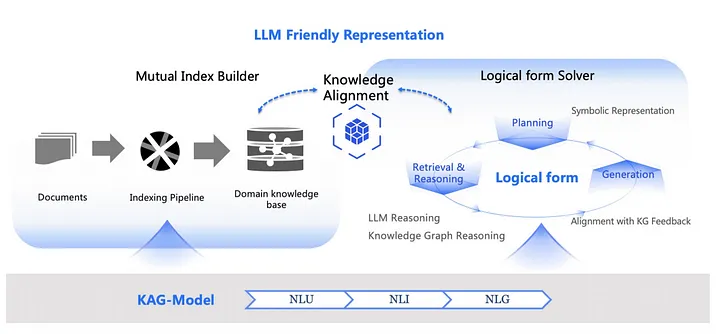 LLM Friendly Representation
Mutual Index Builder
Knowledge
Alignment
Logical form Solver
Documents
Indexing Pipeline
Domain knowledge
base
Planning
Symbolic Representation
Retrieval &
Reasoning
Logical form
Generation
LLM Reasoning
Knowledge Graph Reasoning
Alignment with KG Feedback
KAG-Model
NLU
NLI
NLG